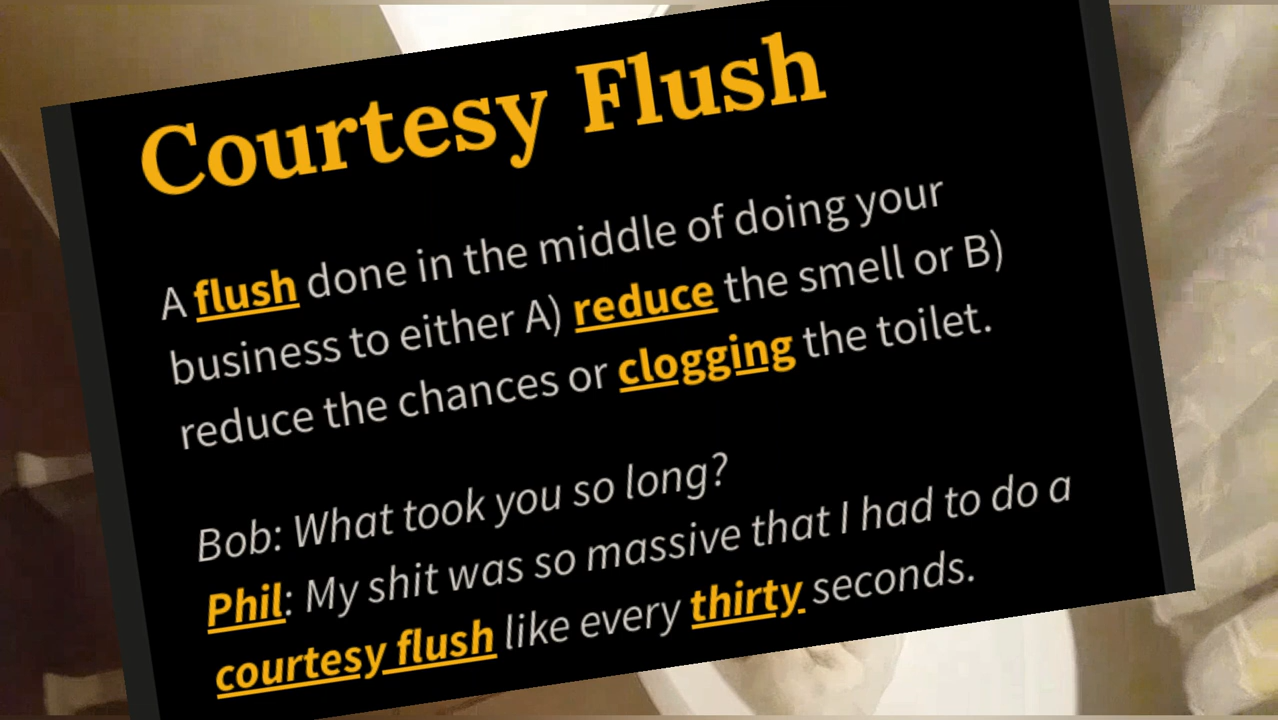 Courtesy Flush
A flush done in the middle of doing your
business to either A) reduce the smell or B)
reduce the chances or clogging the toilet.
Bob: What took you so long?
Phil: My shit was so massive that I had to do a
courtesy flush like every thirty seconds.